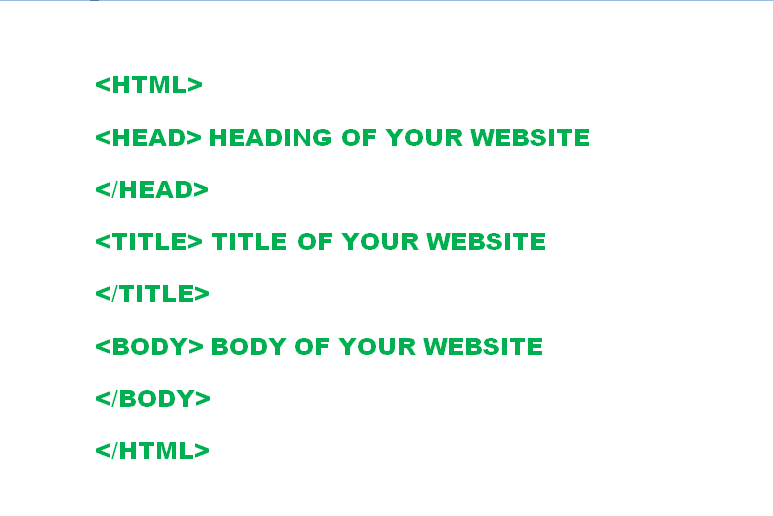 <HTML>
<HEAD> HEADING OF YOUR WEBSITE
</HEAD>
<TITLE> TITLE OF YOUR WEBSITE
</TITLE>
<BODY> BODY OF YOUR WEBSITE
</BODY>
</HTML>